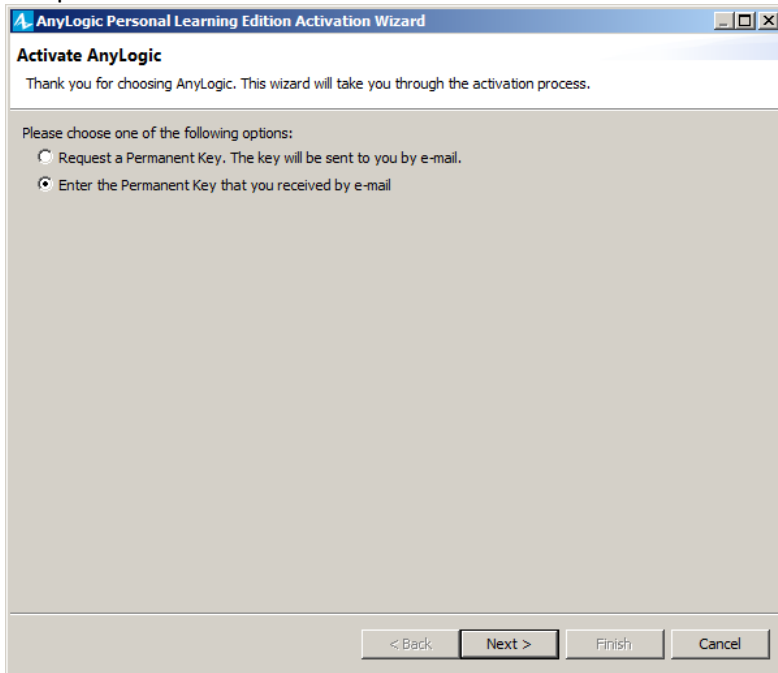 AnyLogic Personal Learning Edition Activation Wizard
Activate AnyLogic
Thank you for choosing AnyLogic. This wizard will take you through the activation process.
Please choose one of the following options:
Request a Permanent Key. The key will be sent to you by e-mail.
Enter the Permanent Key that you received by e-mail
< Back Next > Finish Cancel